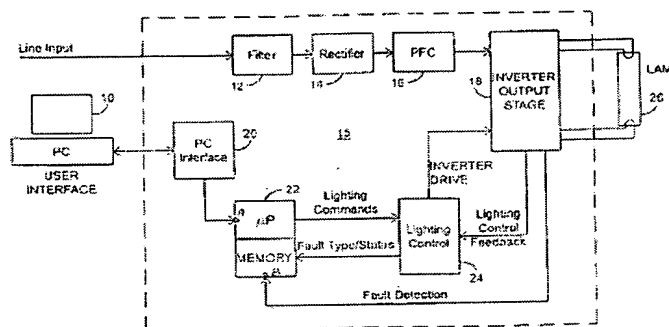 Line Input
Filter
12
Rectifier
14
PFC
16
INVERTER
OUTPUT
STAGE
18
LAM
26
10
PC
USER
INTERFACE
PC
Interface
20
15
INVERTER
DRIVE
22
A
µP
MEMORY
B
Lighting
Commands
Fault Type/Status
Lighting
Control
24
Lighting
Control
Feedback
Fault Detection